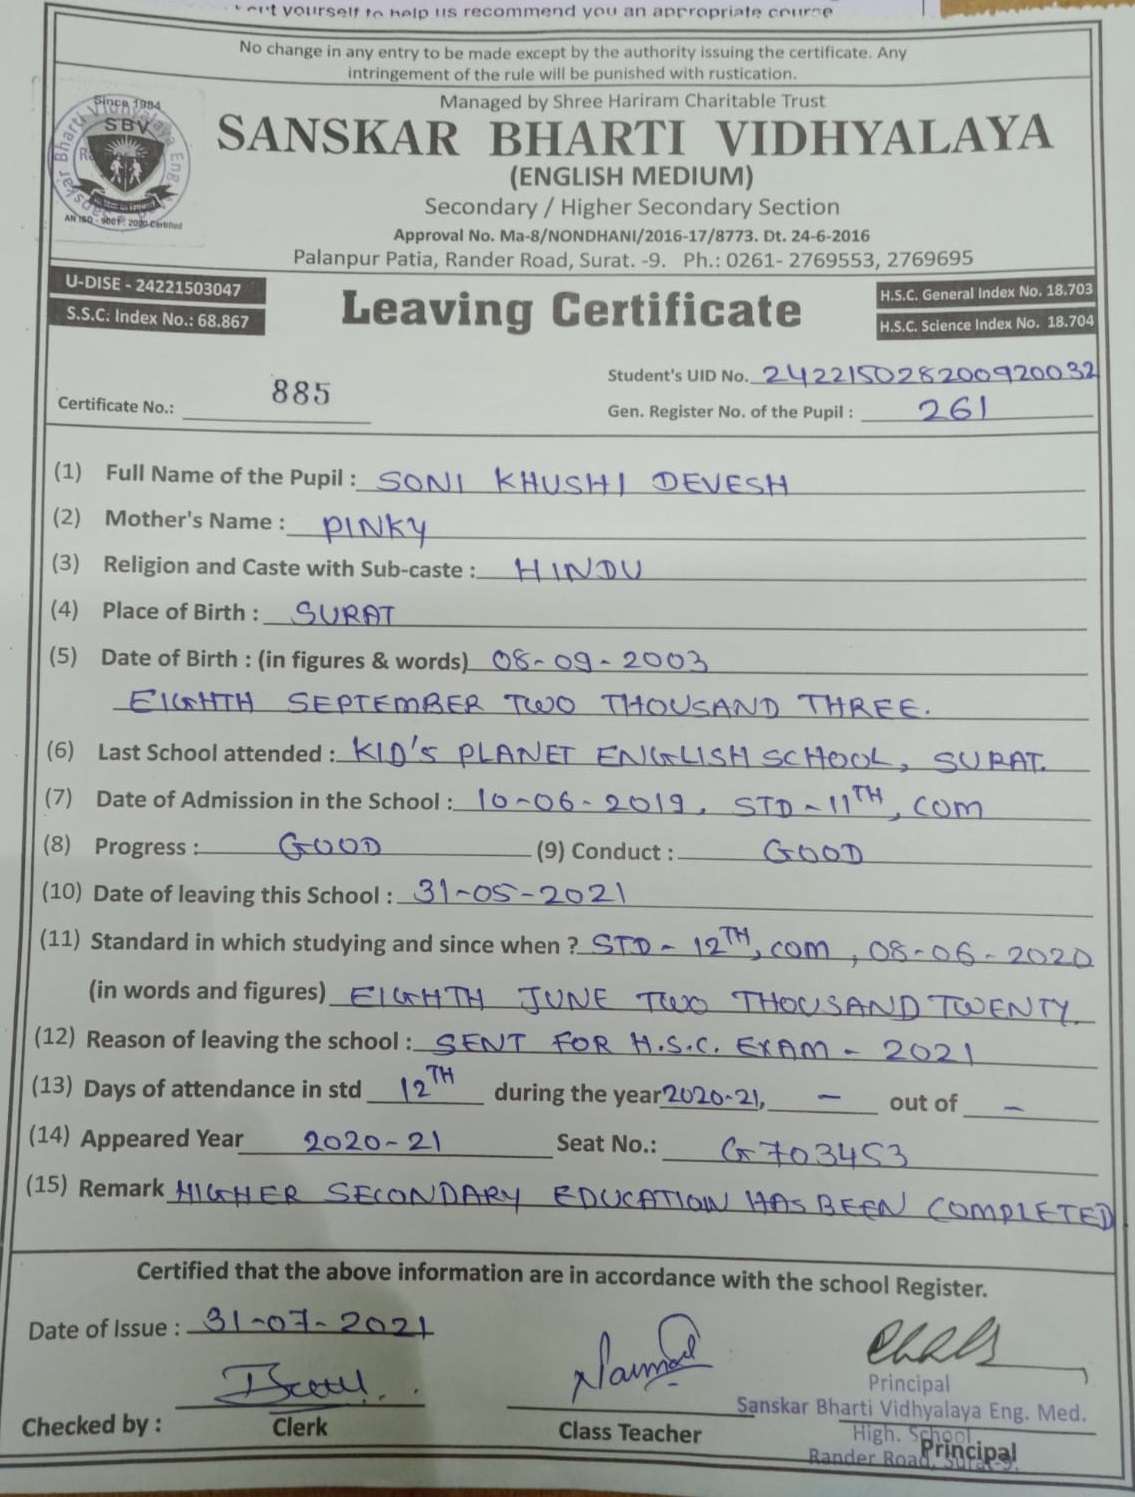 yourself to help us recommend you an appropriate course
No change in any entry to be made except by the authority issuing the certificate. Any
intringement of the rule will be punished with rustication.
Managed by Shree Hariram Charitable Trust
Since 1984
SBV
AN ISO - 9001: 2000 Certified
SANSKAR BHARTI VIDHYALAYA
(ENGLISH MEDIUM)
Secondary / Higher Secondary Section
Approval No. Ma-8/NONDHANI/2016-17/8773. Dt. 24-6-2016
Palanpur Patia, Rander Road, Surat. -9. Ph.: 0261- 2769553, 2769695
U-DISE - 24221503047
S.S.C. Index No.: 68.867
Leaving Certificate
H.S.C. General Index No. 18.703
H.S.C. Science Index No. 18.704
Student's UID No. 242215028200920032
Certificate No.: 885
Gen. Register No. of the Pupil : 261
(1) Full Name of the Pupil : SONI KHUSHI DEVESH
(2) Mother's Name : PINKY
(3) Religion and Caste with Sub-caste : HINDU
(4) Place of Birth : SURAT
(5) Date of Birth : (in figures & words) 08-09-2003
EIGHTH SEPTEMBER TWO THOUSAND THREE.
(6) Last School attended : KID'S PLANET ENGLISH SCHOOL, SURAT.
(7) Date of Admission in the School : 10-06-2019, STD-11TH, COM
(8) Progress : GOOD (9) Conduct : GOOD
(10) Date of leaving this School : 31-05-2021
(11) Standard in which studying and since when ? STD-12TH, COM, 08-06-2020
(in words and figures) EIGHTH JUNE TWO THOUSAND TWENTY.
(12) Reason of leaving the school : SENT FOR H.S.C. EXAM - 2021
(13) Days of attendance in std 12TH during the year 2020-21, - out of -
(14) Appeared Year 2020-21 Seat No.: G703453
(15) Remark HIGHER SECONDARY EDUCATION HAS BEEN COMPLETED
Certified that the above information are in accordance with the school Register.
Date of Issue : 31-07-2021
Checked by :
Clerk
Class Teacher
Principal
Sanskar Bharti Vidhyalaya Eng. Med.
High. School
Rander Road, Surat-9.
Principal